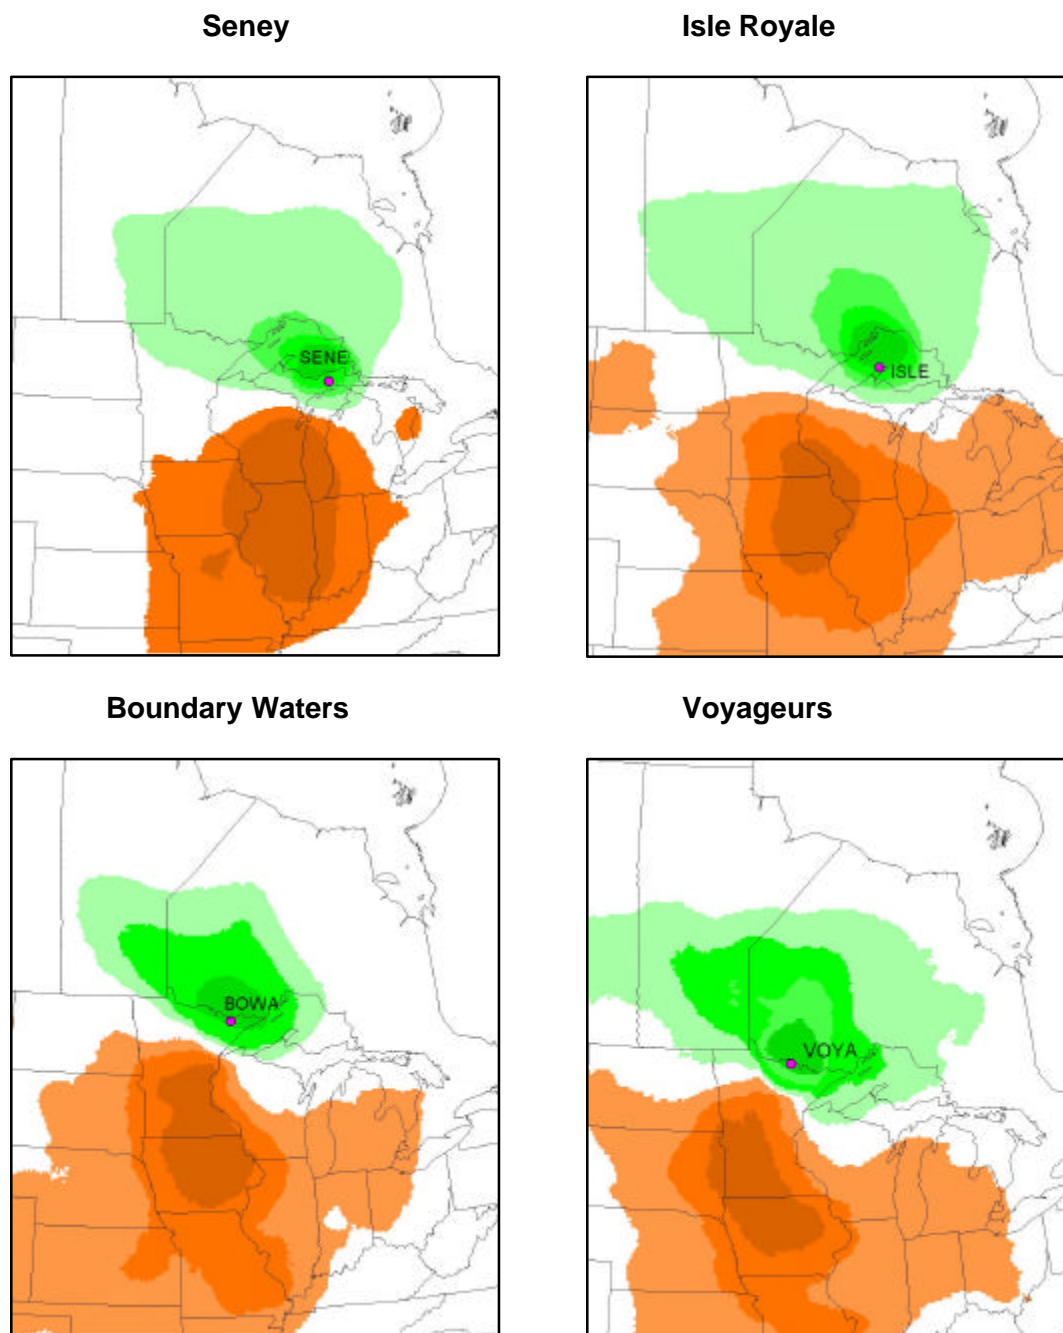 Seney
Isle Royale
SENE
ISLE
Boundary Waters
Voyageurs
BOWA
VOYA